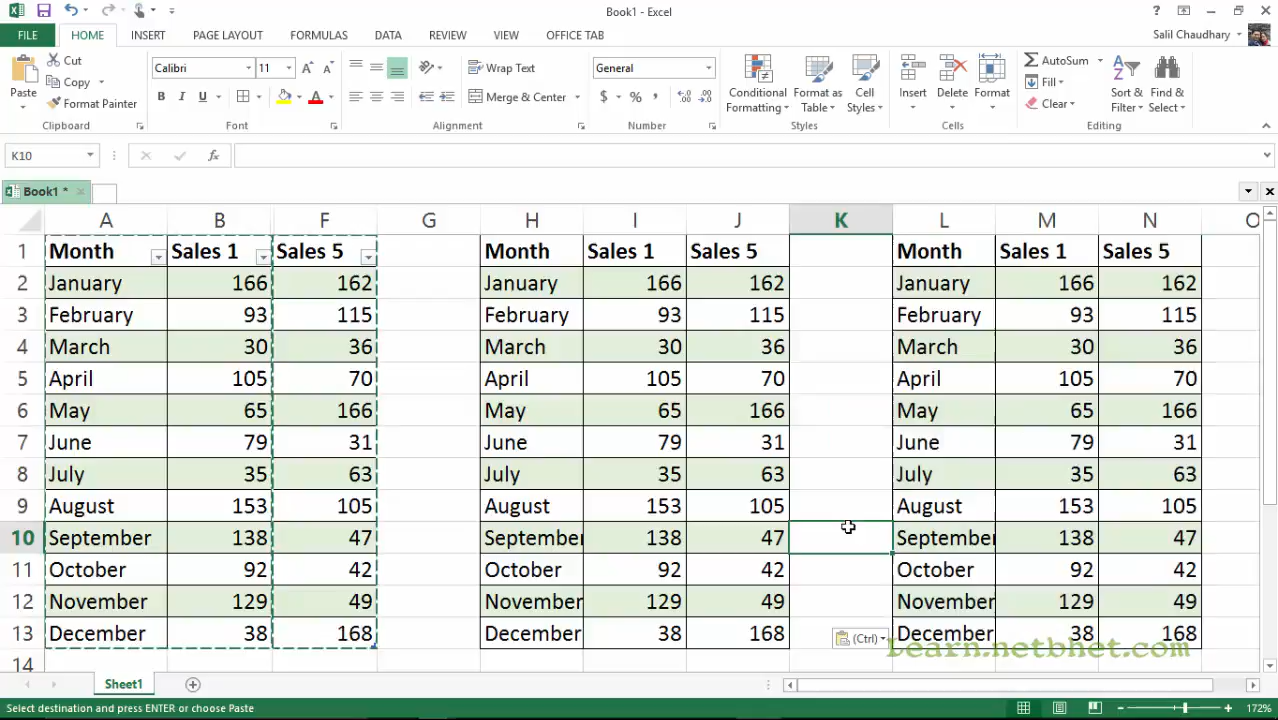 Book1 - Excel
FILE HOME INSERT PAGE LAYOUT FORMULAS DATA REVIEW VIEW OFFICE TAB Salil Chaudhary
Paste Cut Copy Format Painter Clipboard
Calibri 11 B I U A A A Font
Wrap Text Merge & Center Alignment
General $ % , Number
Conditional Formatting Format as Table Cell Styles Styles
Insert Delete Format Cells
AutoSum Fill Clear Sort & Filter Find & Select Editing
K10 fx
Book1 *
A B F G H I J K L M N O
1 Month Sales 1 Sales 5 Month Sales 1 Sales 5 Month Sales 1 Sales 5
2 January 166 162 January 166 162 January 166 162
3 February 93 115 February 93 115 February 93 115
4 March 30 36 March 30 36 March 30 36
5 April 105 70 April 105 70 April 105 70
6 May 65 166 May 65 166 May 65 166
7 June 79 31 June 79 31 June 79 31
8 July 35 63 July 35 63 July 35 63
9 August 153 105 August 153 105 August 153 105
10 September 138 47 September 138 47 September 138 47
11 October 92 42 October 92 42 October 92 42
12 November 129 49 November 129 49 November 129 49
13 December 38 168 December 38 168 (Ctrl) December 38 168
Learn.netbhet.com
14
Sheet1
Select destination and press ENTER or choose Paste 172%